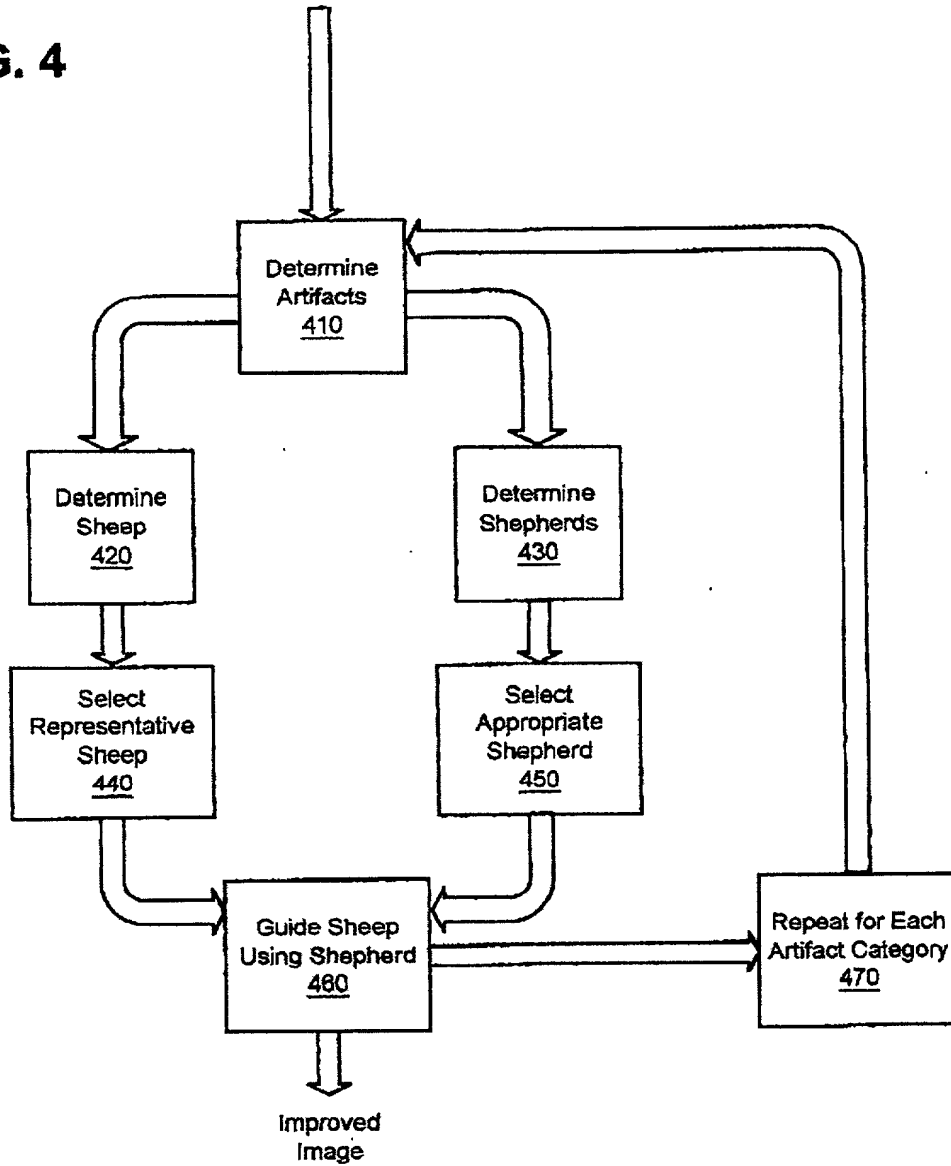 G. 4
Determine
Artifacts
410
Determine
Sheep
420
Determine
Shepherds
430
Select
Representative
Sheep
440
Select
Appropriate
Shepherd
450
Guide Sheep
Using Shepherd
460
Repeat for Each
Artifact Category
470
Improved
Image